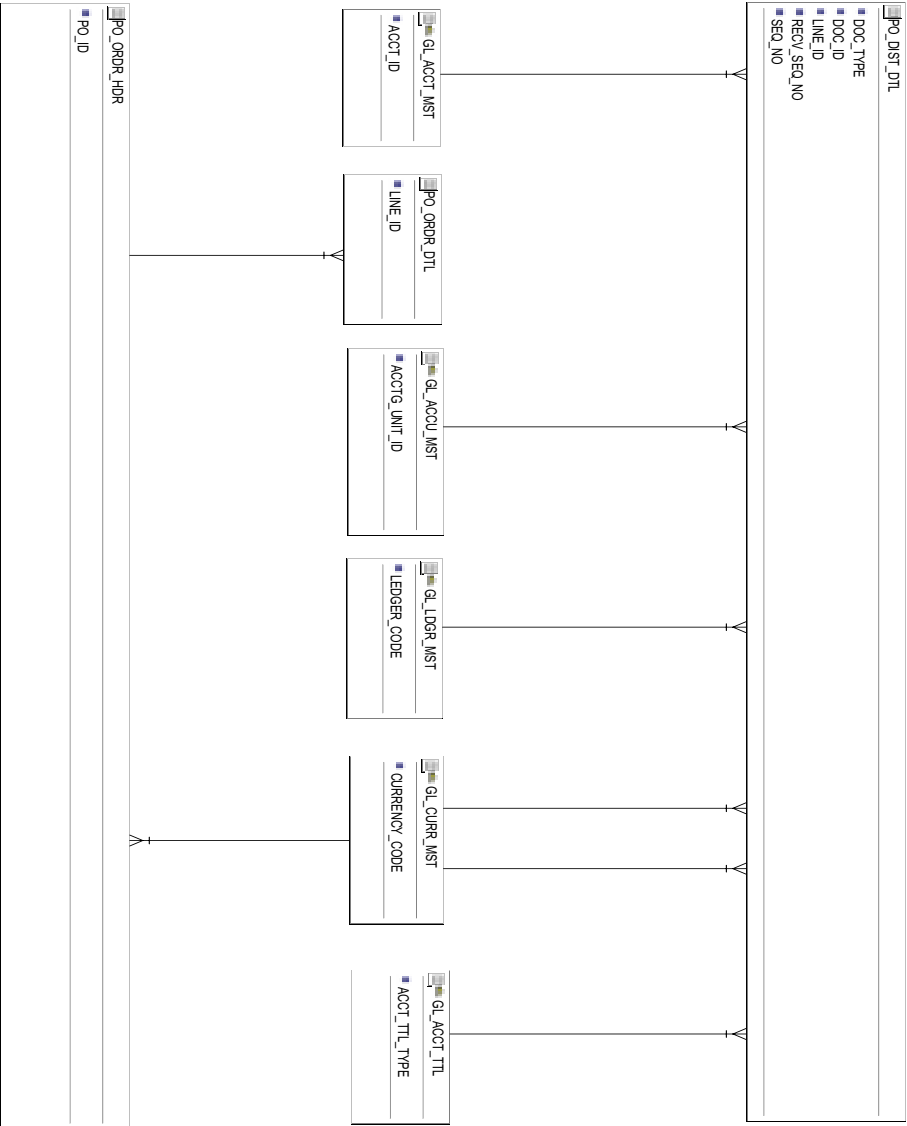 PO_DIST_DTL
DOC_TYPE
DOC_ID
LINE_ID
RECV_SEQ_NO
SEQ_NO
GL_ACCT_MST
ACCT_ID
PO_ORDR_DTL
LINE_ID
GL_ACCU_MST
ACCTG_UNIT_ID
GL_LDGR_MST
LEDGER_CODE
GL_CURR_MST
CURRENCY_CODE
GL_ACCT_TTL
ACCT_TTL_TYPE
PO_ORDR_HDR
PO_ID